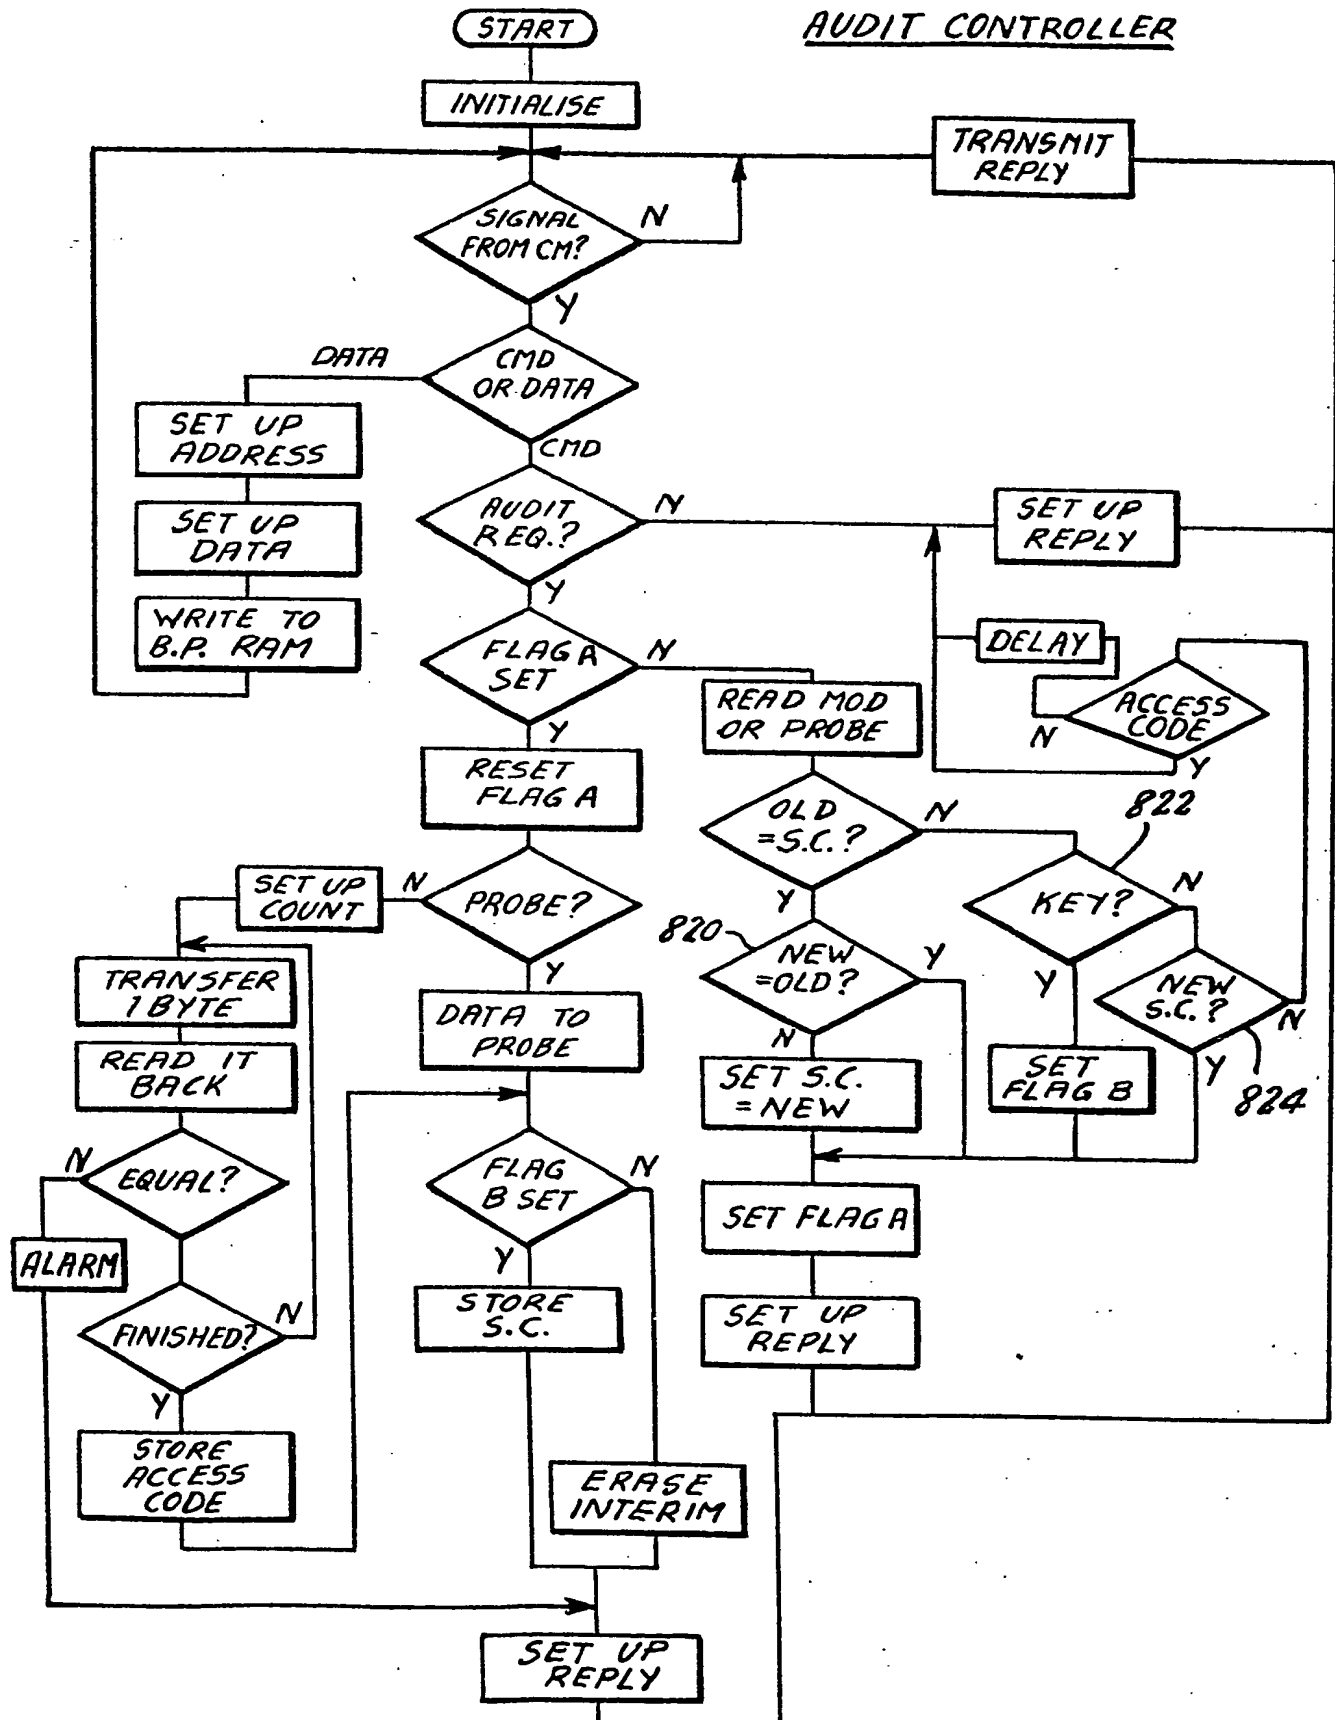 START
AUDIT CONTROLLER
INITIALISE
TRANSMIT
REPLY
SIGNAL
FROM CM?
N
Y
DATA
CMD
OR DATA
CMD
SET UP
ADDRESS
SET UP
DATA
WRITE TO
B.P. RAM
AUDIT
REQ.?
N
Y
SET UP
REPLY
FLAG A
SET
N
Y
DELAY
ACCESS
CODE
N
Y
READ MOD
OR PROBE
RESET
FLAG A
OLD
=S.C.?
N
Y
822
KEY?
N
Y
SET UP
COUNT
N
PROBE?
Y
820
NEW
=OLD?
Y
N
NEW
S.C.?
N
Y
824
TRANSFER
1 BYTE
DATA TO
PROBE
READ IT
BACK
SET S.C.
= NEW
SET
FLAG B
N
EQUAL?
FLAG
B SET
N
Y
SET FLAG A
ALARM
STORE
S.C.
SET UP
REPLY
FINISHED?
N
Y
STORE
ACCESS
CODE
ERASE
INTERIM
SET UP
REPLY